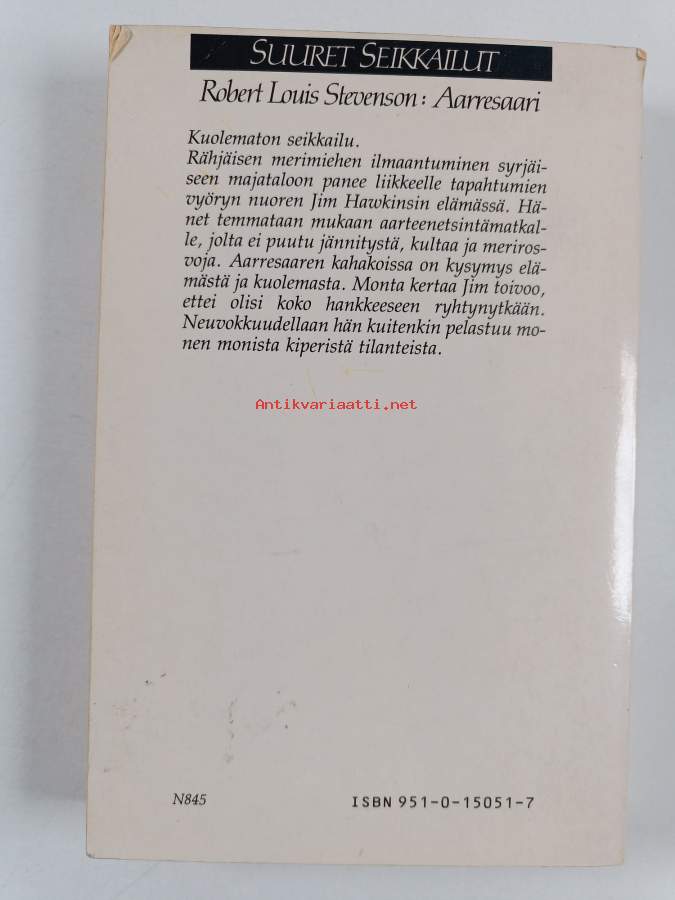 SUURET SEIKKAILUT
Robert Louis Stevenson: Aarresaari
Kuolematon seikkailu.
Rähjäisen merimiehen ilmaantuminen syrjäi-
seen majataloon panee liikkeelle tapahtumien
vyöryn nuoren Jim Hawkinsin elämässä. Hä-
net temmataan mukaan aarteenetsintämatkal-
le, jolta ei puutu jännitystä, kultaa ja meriros-
voja. Aarresaaren kahakoissa on kysymys elä-
mästä ja kuolemasta. Monta kertaa Jim toivoo,
ettei olisi koko hankkeeseen ryhtynytkään.
Neuvokkuudellaan hän kuitenkin pelastuu mo-
nen monista kiperistä tilanteista.
Antikvariaatti.net
N845
ISBN 951-0-15051-7